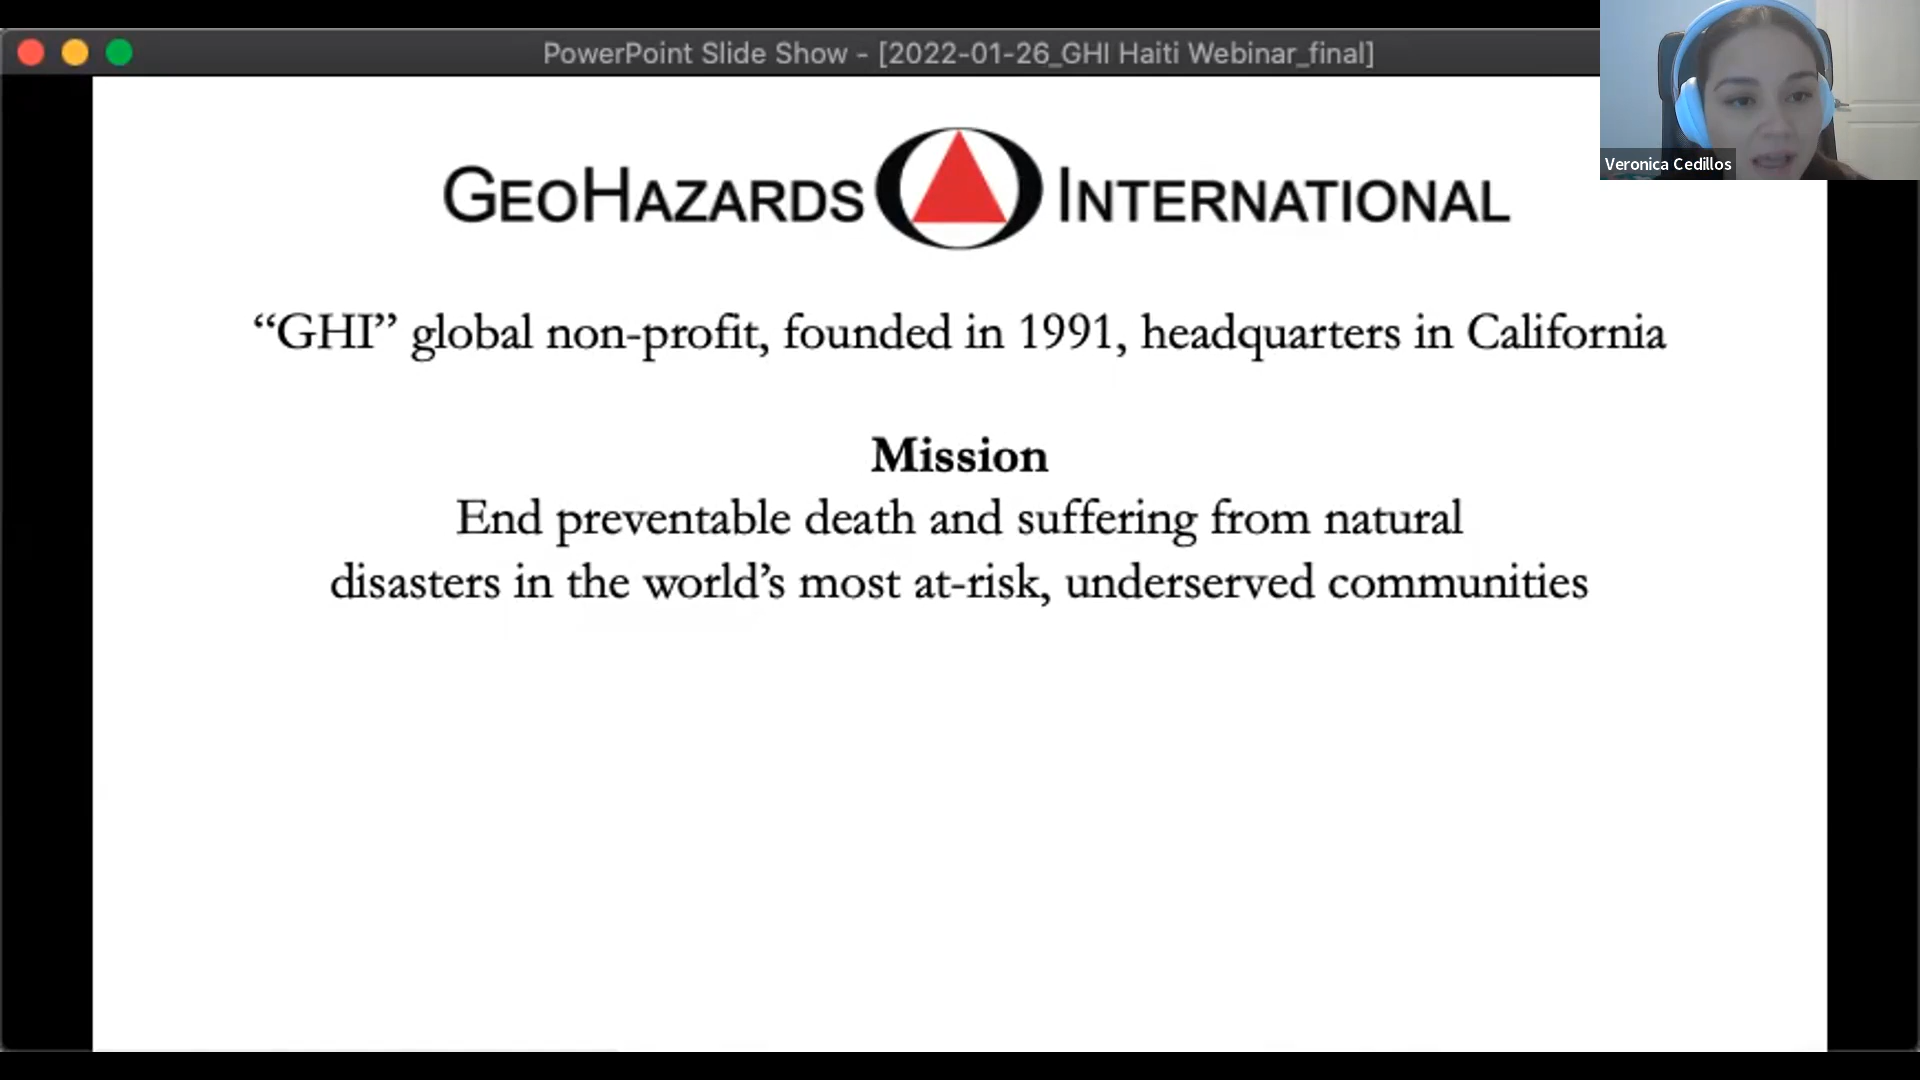 PowerPoint Slide Show - [2022-01-26_GHI Haiti Webinar_final]
Veronica Cedillos
GEOHAZARDS INTERNATIONAL
“GHI” global non-profit, founded in 1991, headquarters in California
Mission
End preventable death and suffering from natural
disasters in the world’s most at-risk, underserved communities